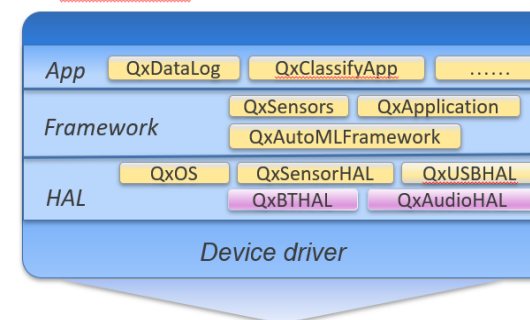 App QxDataLog QxClassifyApp ......
QxSensors QxApplication
Framework
QxAutoMLFramework
QxOS QxSensorHAL QxUSBHAL
HAL QxBTHAL QxAudioHAL
Device driver